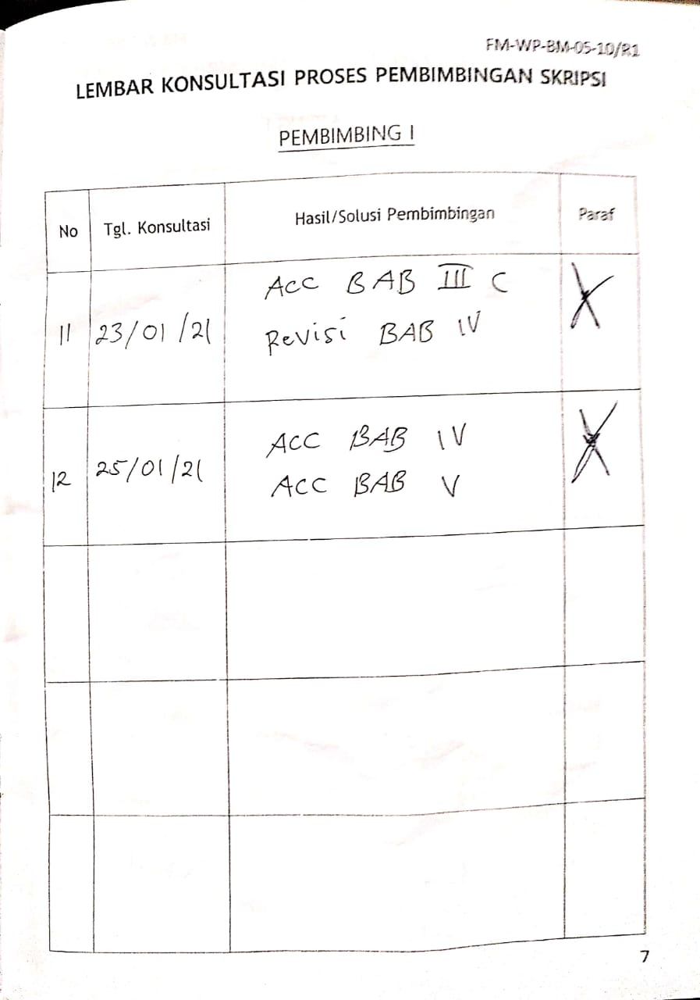 FM-WP-BM-05-10/R1
LEMBAR KONSULTASI PROSES PEMBIMBINGAN SKRIPSI
PEMBIMBING I
No Tgl. Konsultasi Hasil/Solusi Pembimbingan Paraf
Acc BAB III C
11 23/01/21 Revisi BAB IV
ACC BAB IV
12 25/01/21 ACC BAB V
7